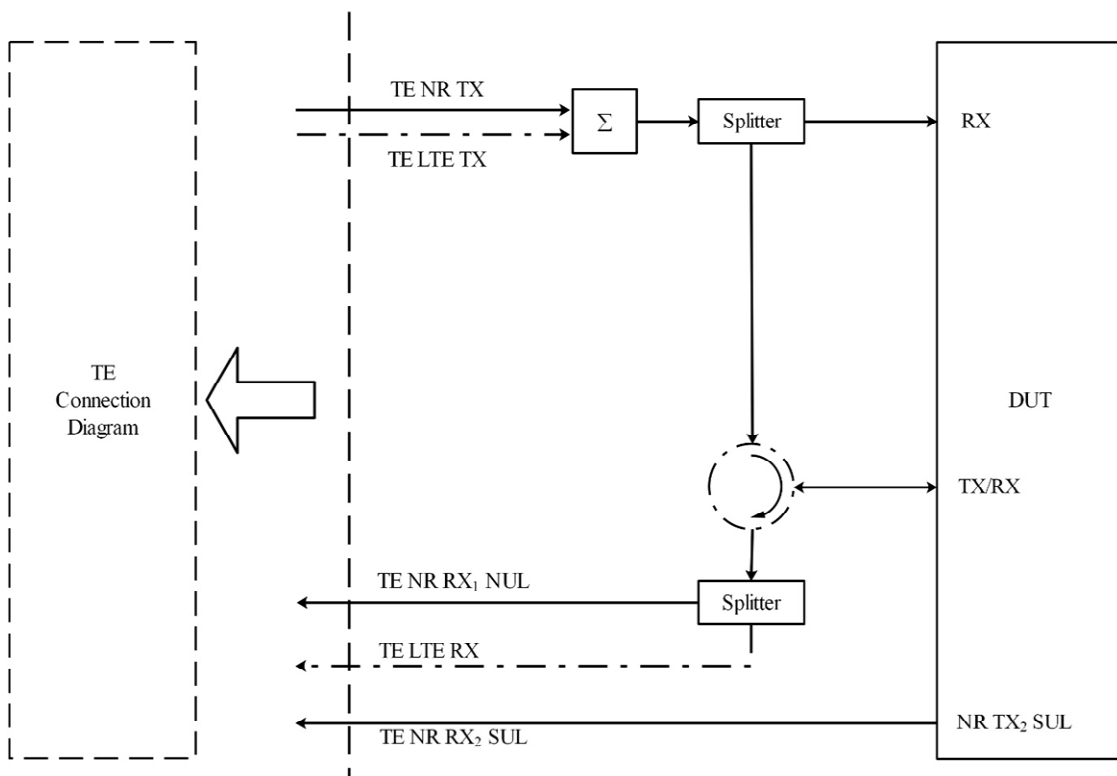 TE NR TX
TE LTE TX
Σ
Splitter
RX
TE
Connection
Diagram
DUT
TX/RX
TE NR RX₁ NUL
Splitter
TE LTE RX
TE NR RX₂ SUL
NR TX₂ SUL